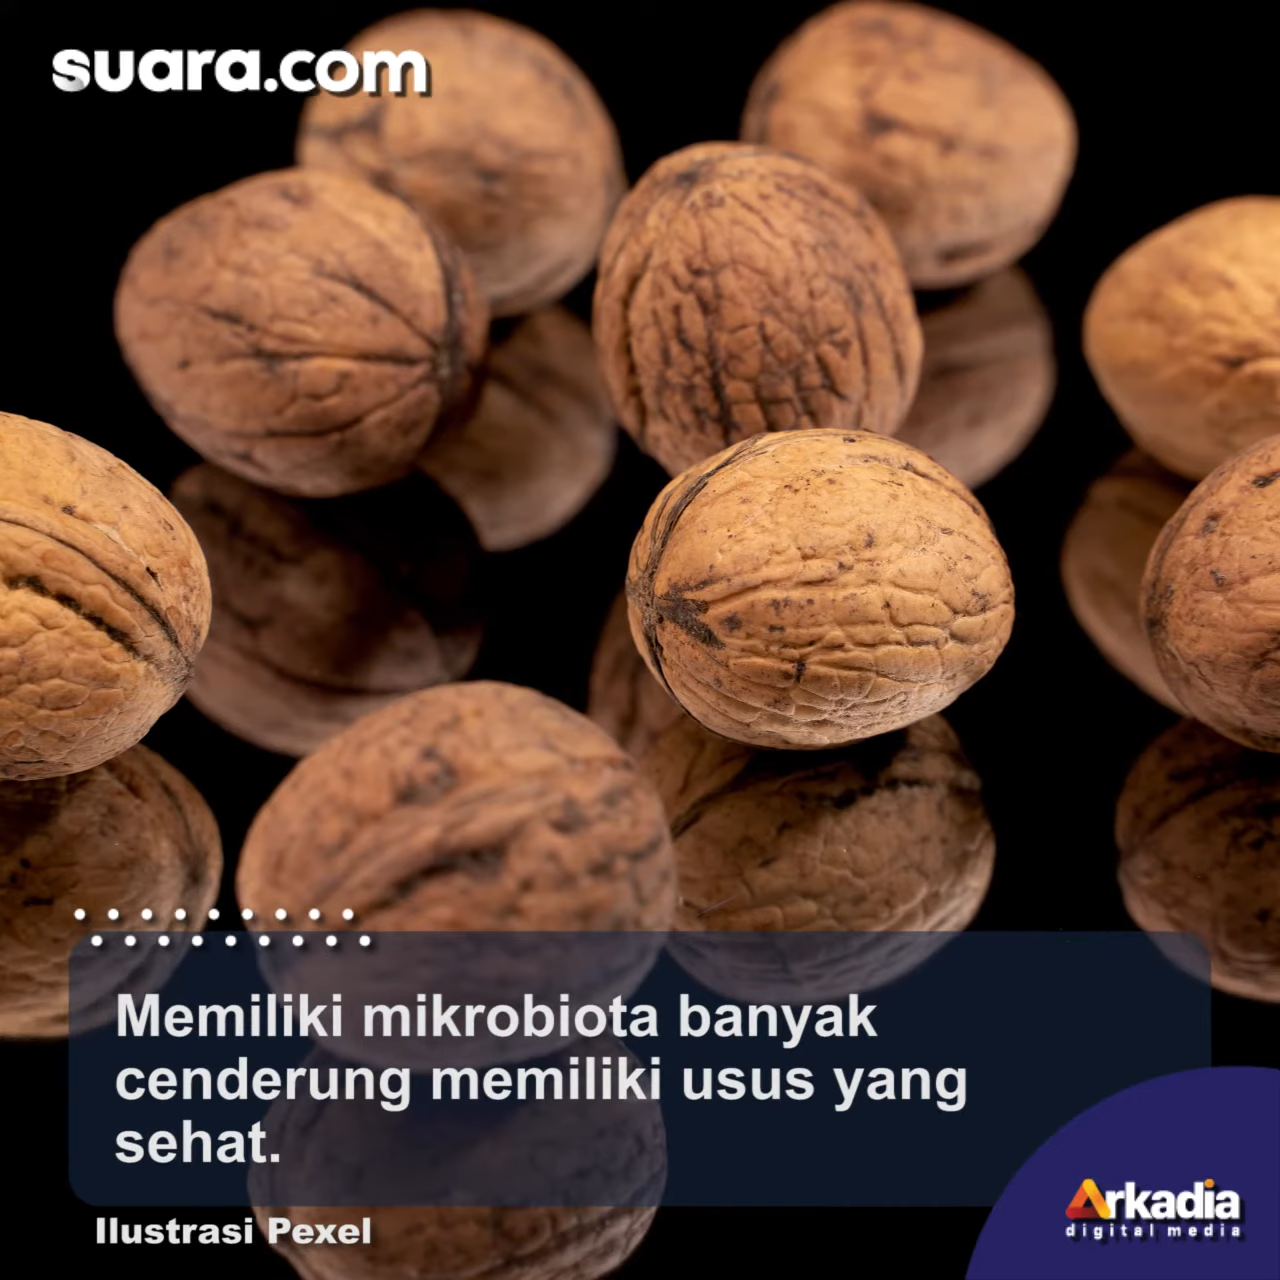 suara.com
Memiliki mikrobiota banyak
cenderung memiliki usus yang
sehat.
Ilustrasi Pexel
Arkadia
digital media